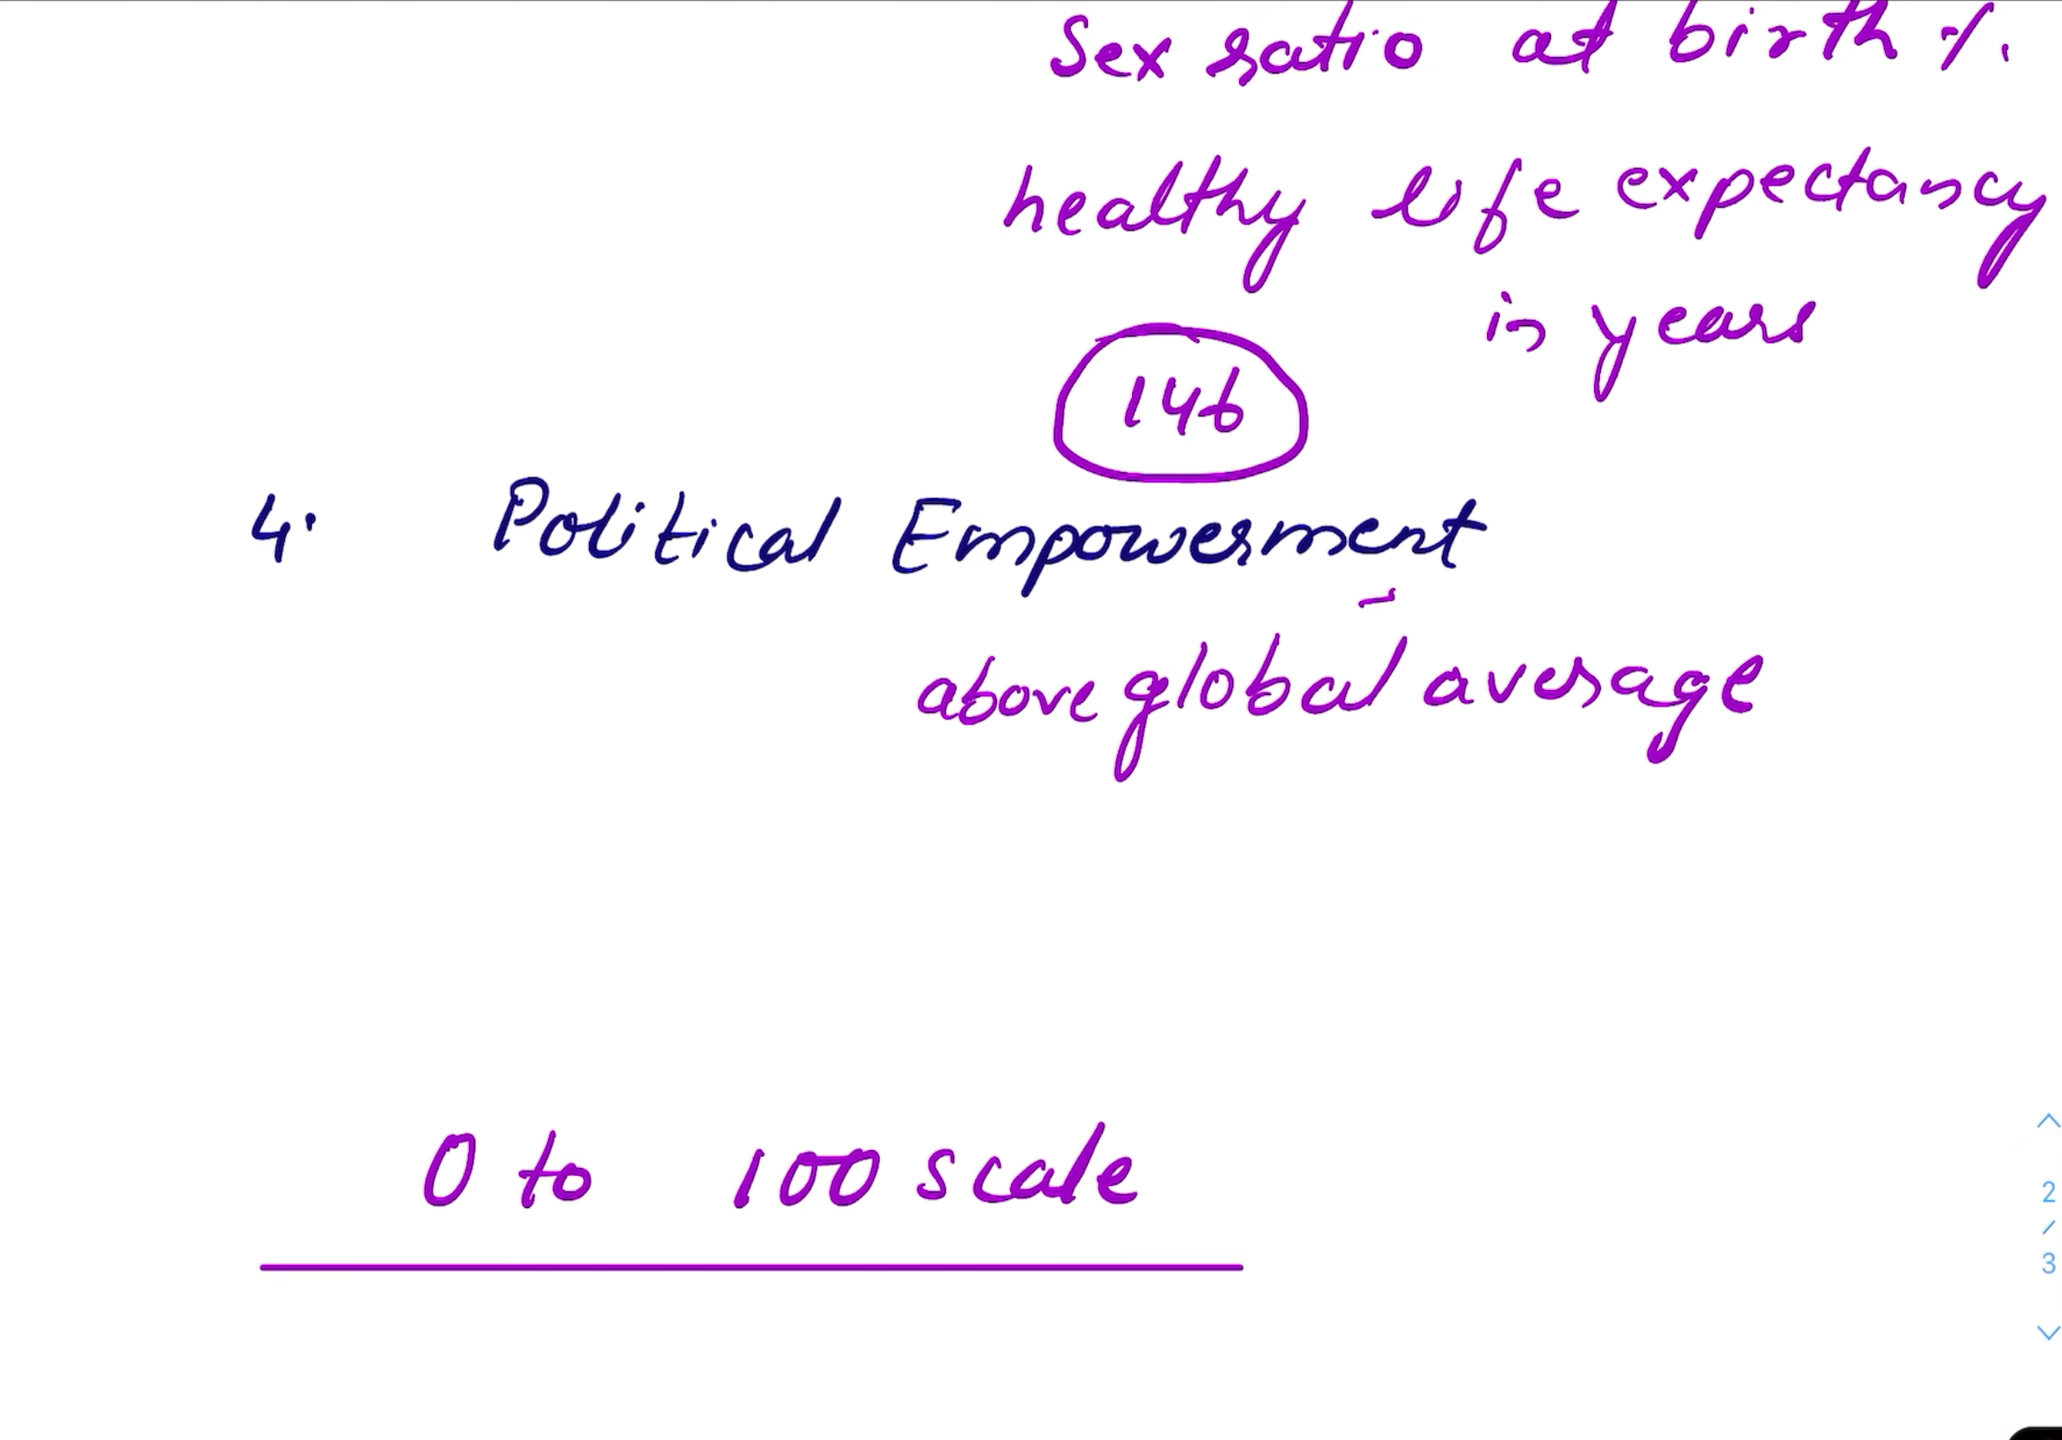 Sex ratio at birth %.
healthy life expectancy
in years
146
4. Political Empowerment
above global average
0 to 100 scale
2
/
3